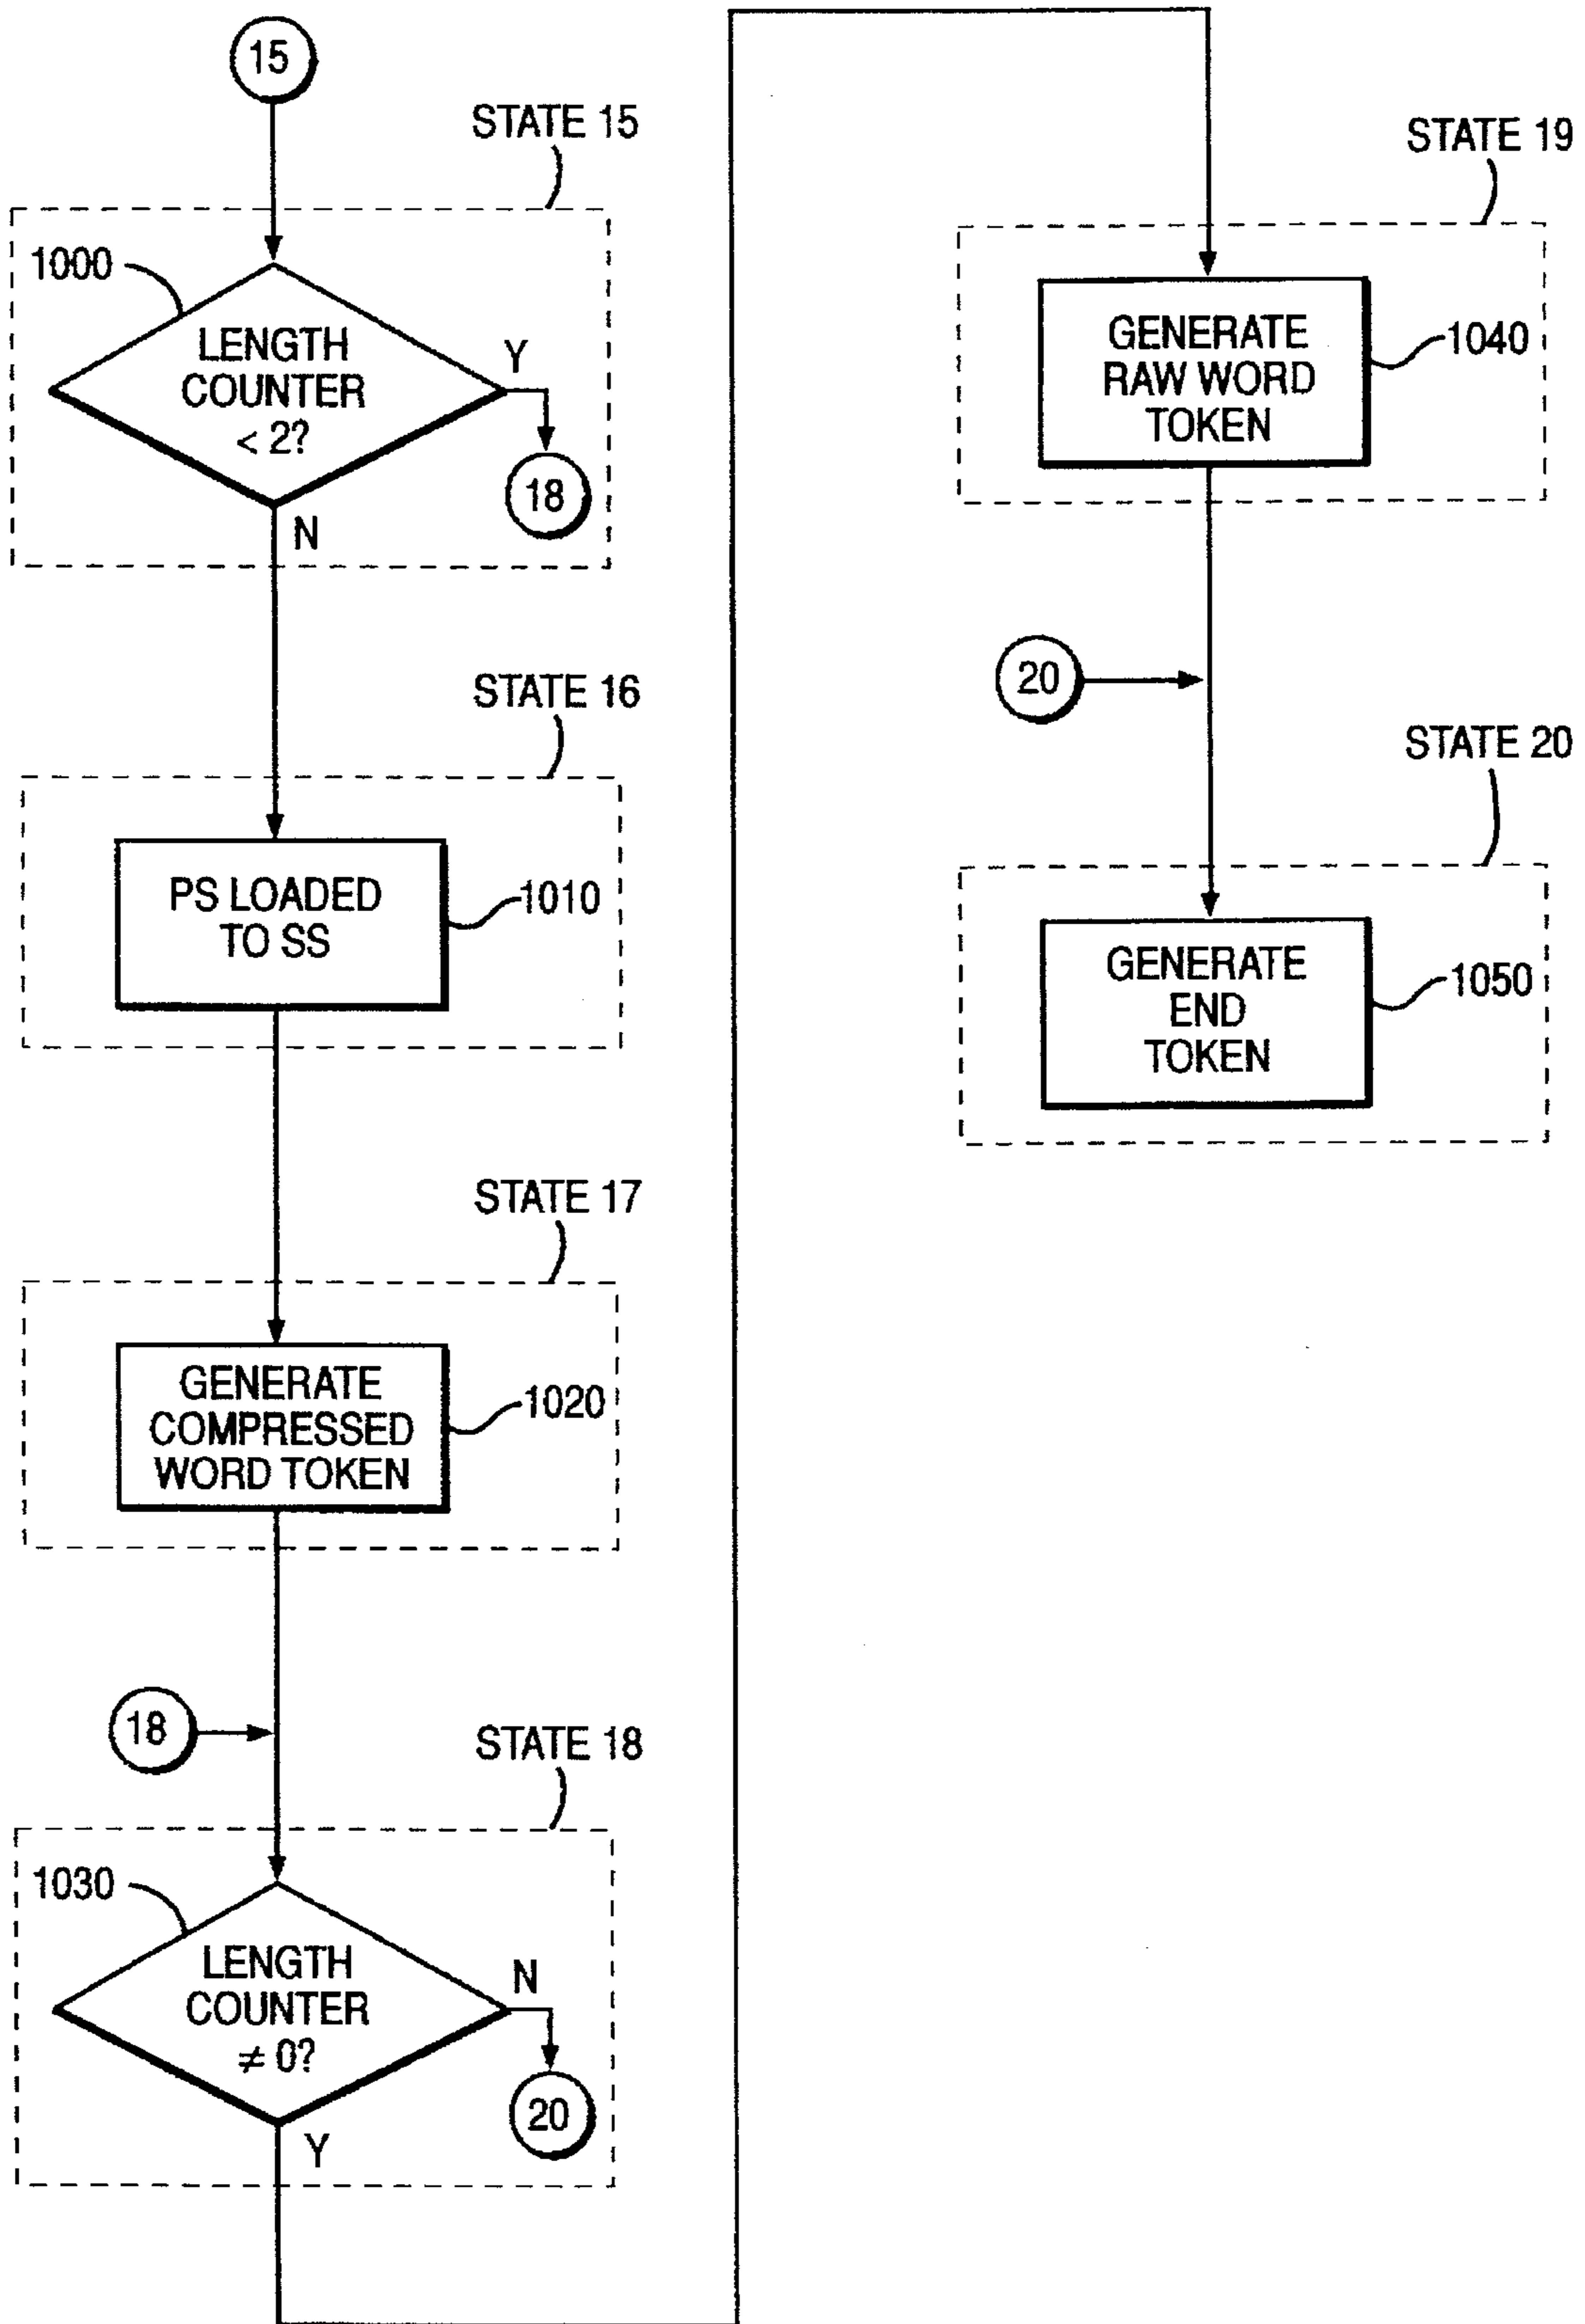 15
STATE 15
1000
LENGTH
COUNTER
< 2?
Y
18
N
STATE 16
PS LOADED
TO SS
1010
STATE 17
GENERATE
COMPRESSED
WORD TOKEN
1020
18
STATE 18
1030
LENGTH
COUNTER
≠ 0?
N
20
Y
STATE 19
GENERATE
RAW WORD
TOKEN
1040
20
STATE 20
GENERATE
END
TOKEN
1050